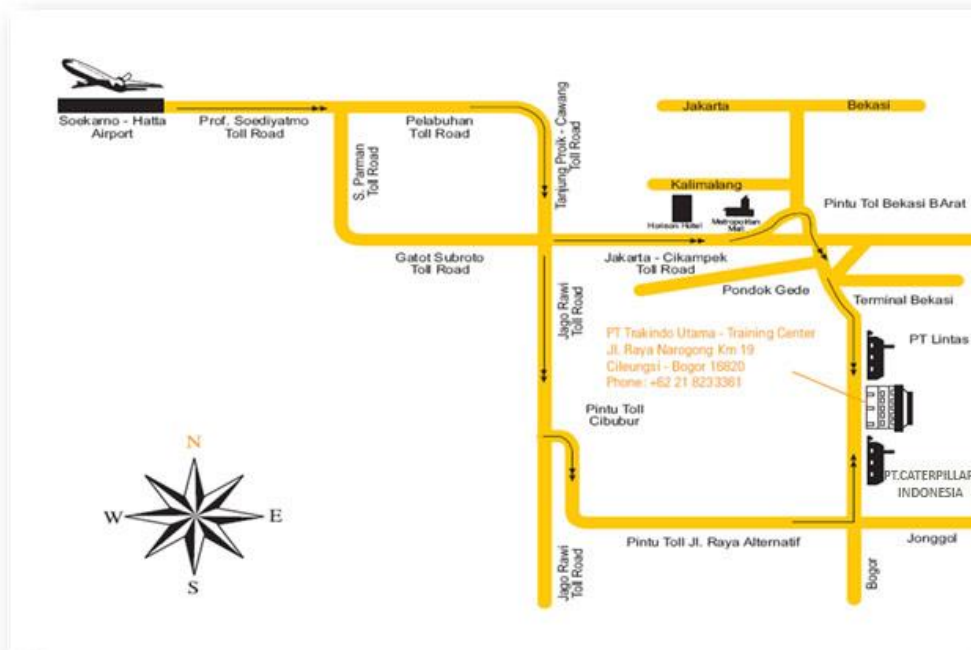 Soekarno - Hatta
Airport
Prof. Soediyatmo
Toll Road
Pelabuhan
Toll Road
S. Parman
Toll Road
Tanjung Proik - Cawang
Toll Road
Jakarta
Bekasi
Kalimalang
Horison Hotel
Metropolitan
Mall
Pintu Tol Bekasi BArat
Gatot Subroto
Toll Road
Jakarta - Cikampek
Toll Road
Pondok Gede
Terminal Bekasi
Jago Rawi
Toll Road
PT Trakindo Utama - Training Center
Jl. Raya Narogong Km 19
Cileungsi - Bogor 16820
Phone: +62 21 8233361
PT Lintas
Pintu Toll
Cibubur
PT.CATERPILLAR
INDONESIA
N
W
E
S
Pintu Toll Jl. Raya Alternatif
Jonggol
Jago Rawi
Toll Road
Bogor